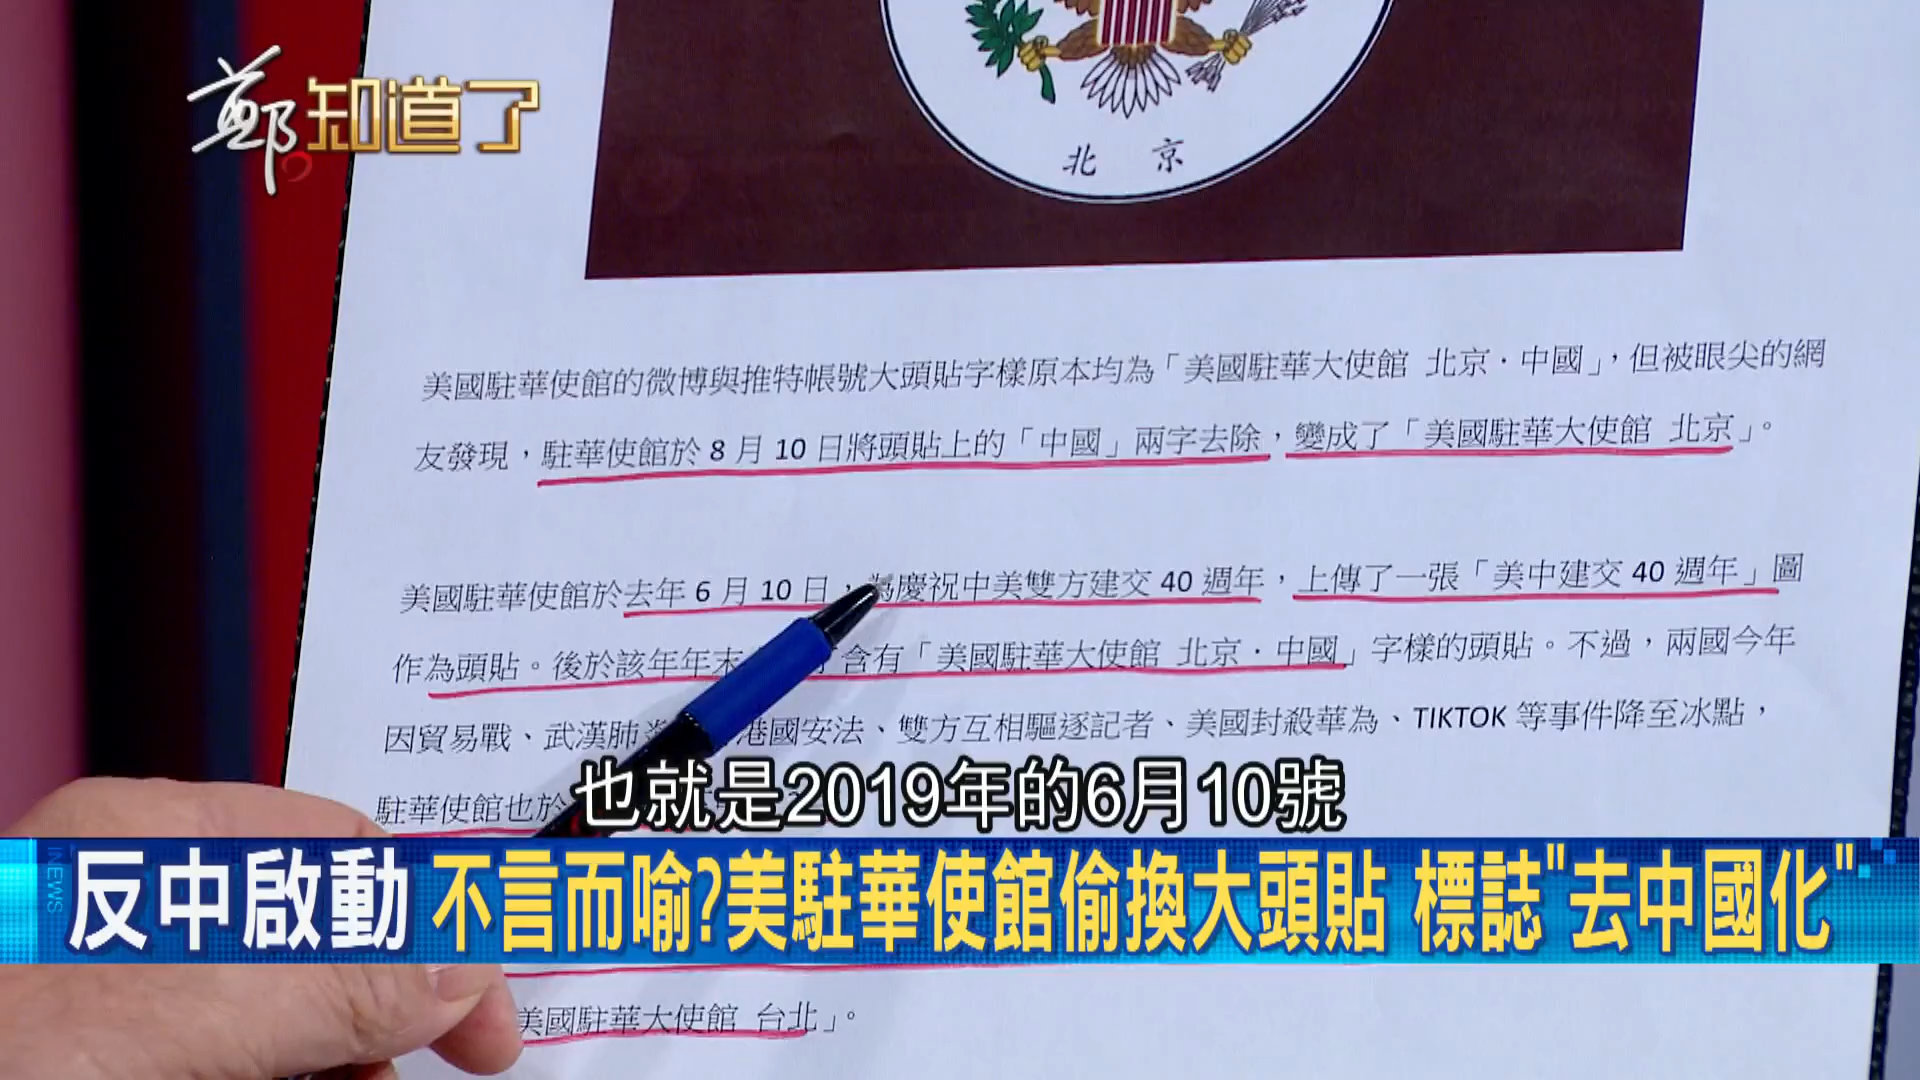 鄭知道了
北京
美國駐華使館的微博與推特帳號大頭貼字樣原本均為「美國駐華大使館 北京·中國」，但被眼尖的網
友發現，駐華使館於 8 月 10 日將頭貼上的「中國」兩字去除，變成了「美國駐華大使館 北京」。
美國駐華使館於去年 6 月 10 日，為慶祝中美雙方建交 40 週年，上傳了一張「美中建交 40 週年」圖
作為頭貼。後於該年年末 含有「美國駐華大使館 北京·中國」字樣的頭貼。不過，兩國今年
因貿易戰、武漢肺 港國安法、雙方互相驅逐記者、美國封殺華為、TIKTOK 等事件降至冰點，
駐華使館也於
也就是2019年的6月10號
IN NEWS
反中啟動 不言而喻?美駐華使館偷換大頭貼 標誌"去中國化"
美國駐華大使館 台北」。